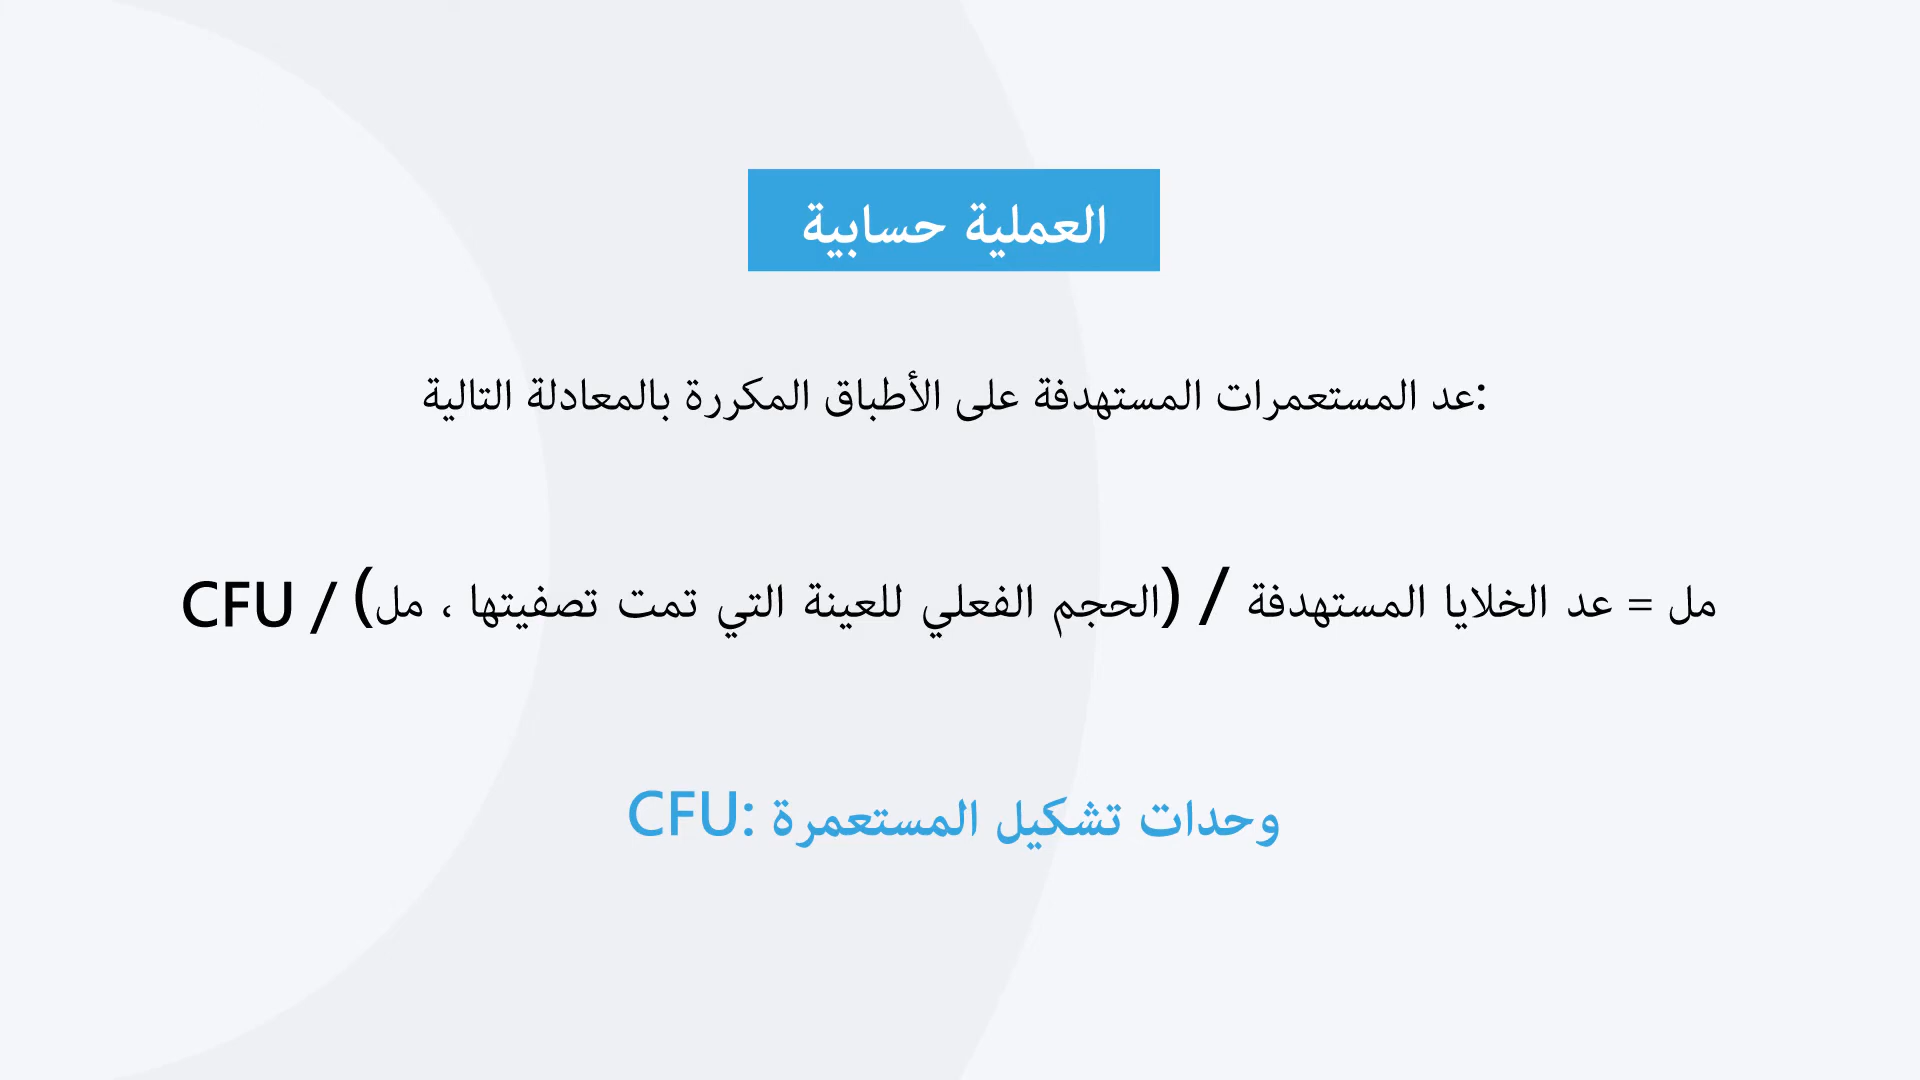 العملية حسابية
عد المستعمرات المستهدفة على الأطباق المكررة بالمعادلة التالية:
CFU / مل = عد الخلايا المستهدفة / (الحجم الفعلي للعينة التي تمت تصفيتها ، مل)
CFU: وحدات تشكيل المستعمرة